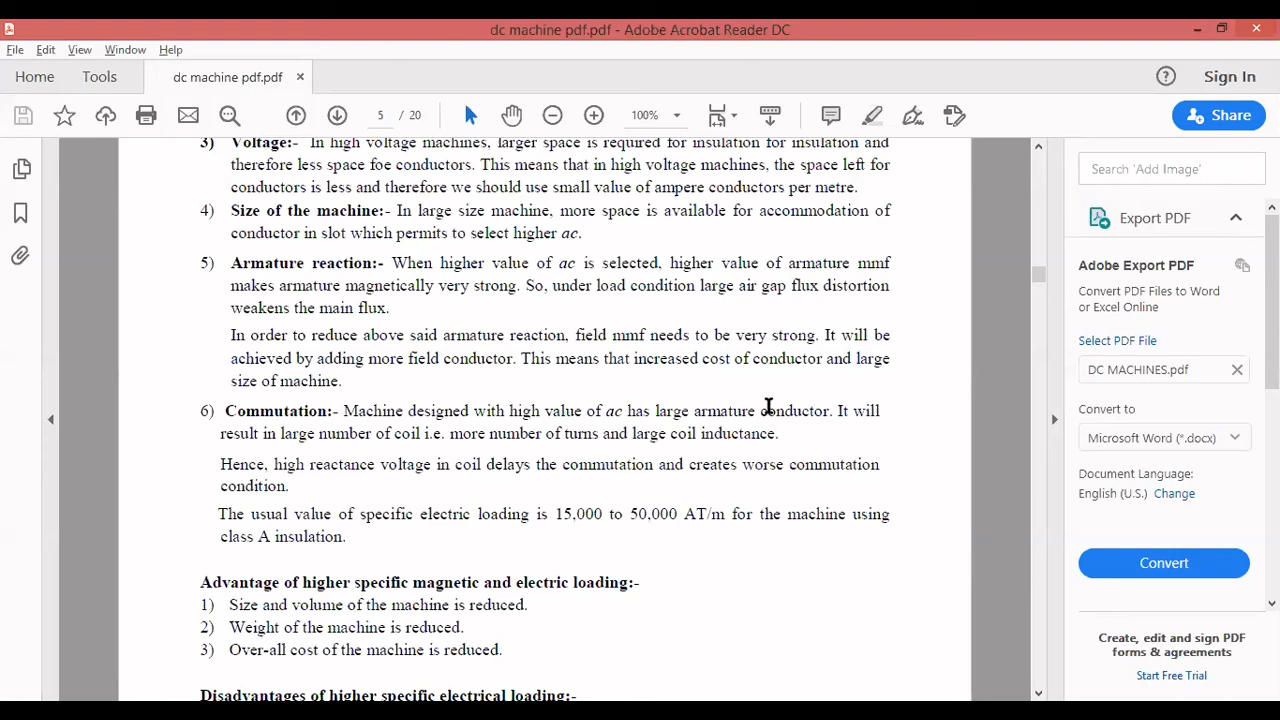 dc machine pdf.pdf - Adobe Acrobat Reader DC
File Edit View Window Help
Home Tools dc machine pdf.pdf × Sign In
5 / 20 100% Share
3) Voltage:- In high voltage machines, larger space is required for insulation for insulation and
therefore less space foe conductors. This means that in high voltage machines, the space left for
conductors is less and therefore we should use small value of ampere conductors per metre.
4) Size of the machine:- In large size machine, more space is available for accommodation of
conductor in slot which permits to select higher ac.
5) Armature reaction:- When higher value of ac is selected, higher value of armature mmf
makes armature magnetically very strong. So, under load condition large air gap flux distortion
weakens the main flux.
In order to reduce above said armature reaction, field mmf needs to be very strong. It will be
achieved by adding more field conductor. This means that increased cost of conductor and large
size of machine.
6) Commutation:- Machine designed with high value of ac has large armature conductor. It will
result in large number of coil i.e. more number of turns and large coil inductance.
Hence, high reactance voltage in coil delays the commutation and creates worse commutation
condition.
The usual value of specific electric loading is 15,000 to 50,000 AT/m for the machine using
class A insulation.
Advantage of higher specific magnetic and electric loading:-
1) Size and volume of the machine is reduced.
2) Weight of the machine is reduced.
3) Over-all cost of the machine is reduced.
Disadvantages of higher specific electrical loading:-
Search 'Add Image'
Export PDF
Adobe Export PDF
Convert PDF Files to Word
or Excel Online
Select PDF File
DC MACHINES.pdf ×
Convert to
Microsoft Word (*.docx)
Document Language:
English (U.S.) Change
Convert
Create, edit and sign PDF
forms & agreements
Start Free Trial